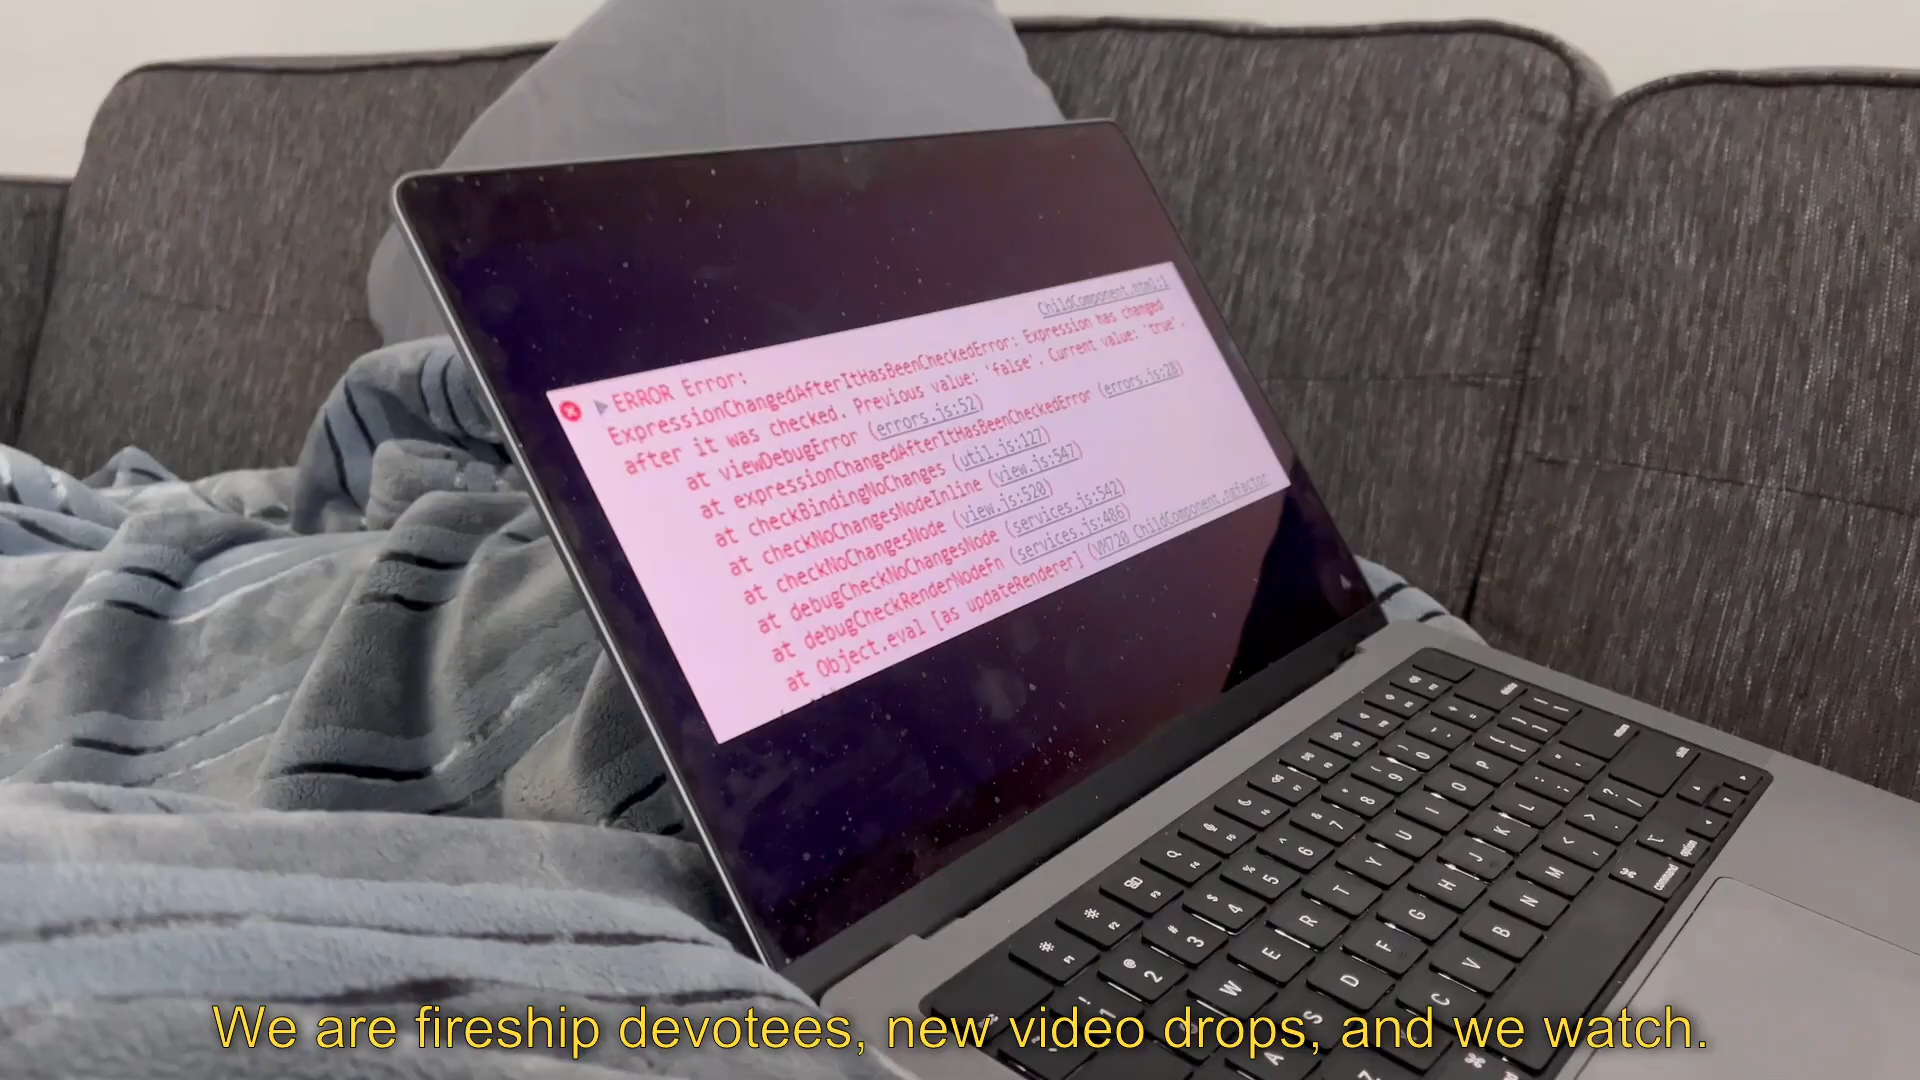 ChildComponent.html:1
ERROR Error:
ExpressionChangedAfterItHasBeenCheckedError: Expression has changed
after it was checked. Previous value: 'false'. Current value: 'true'.
at viewDebugError (errors.js:52)
at expressionChangedAfterItHasBeenCheckedError (errors.js:28)
at checkBindingNoChanges (util.js:127)
at checkNoChangesNodeInline (view.js:547)
at checkNoChangesNode (view.js:520)
at debugCheckNoChangesNode (services.js:542)
at debugCheckRenderNodeFn (services.js:486)
at Object.eval [as updateRenderer] (VM720 ChildComponent.ngfactor
We are fireship devotees, new video drops, and we watch.